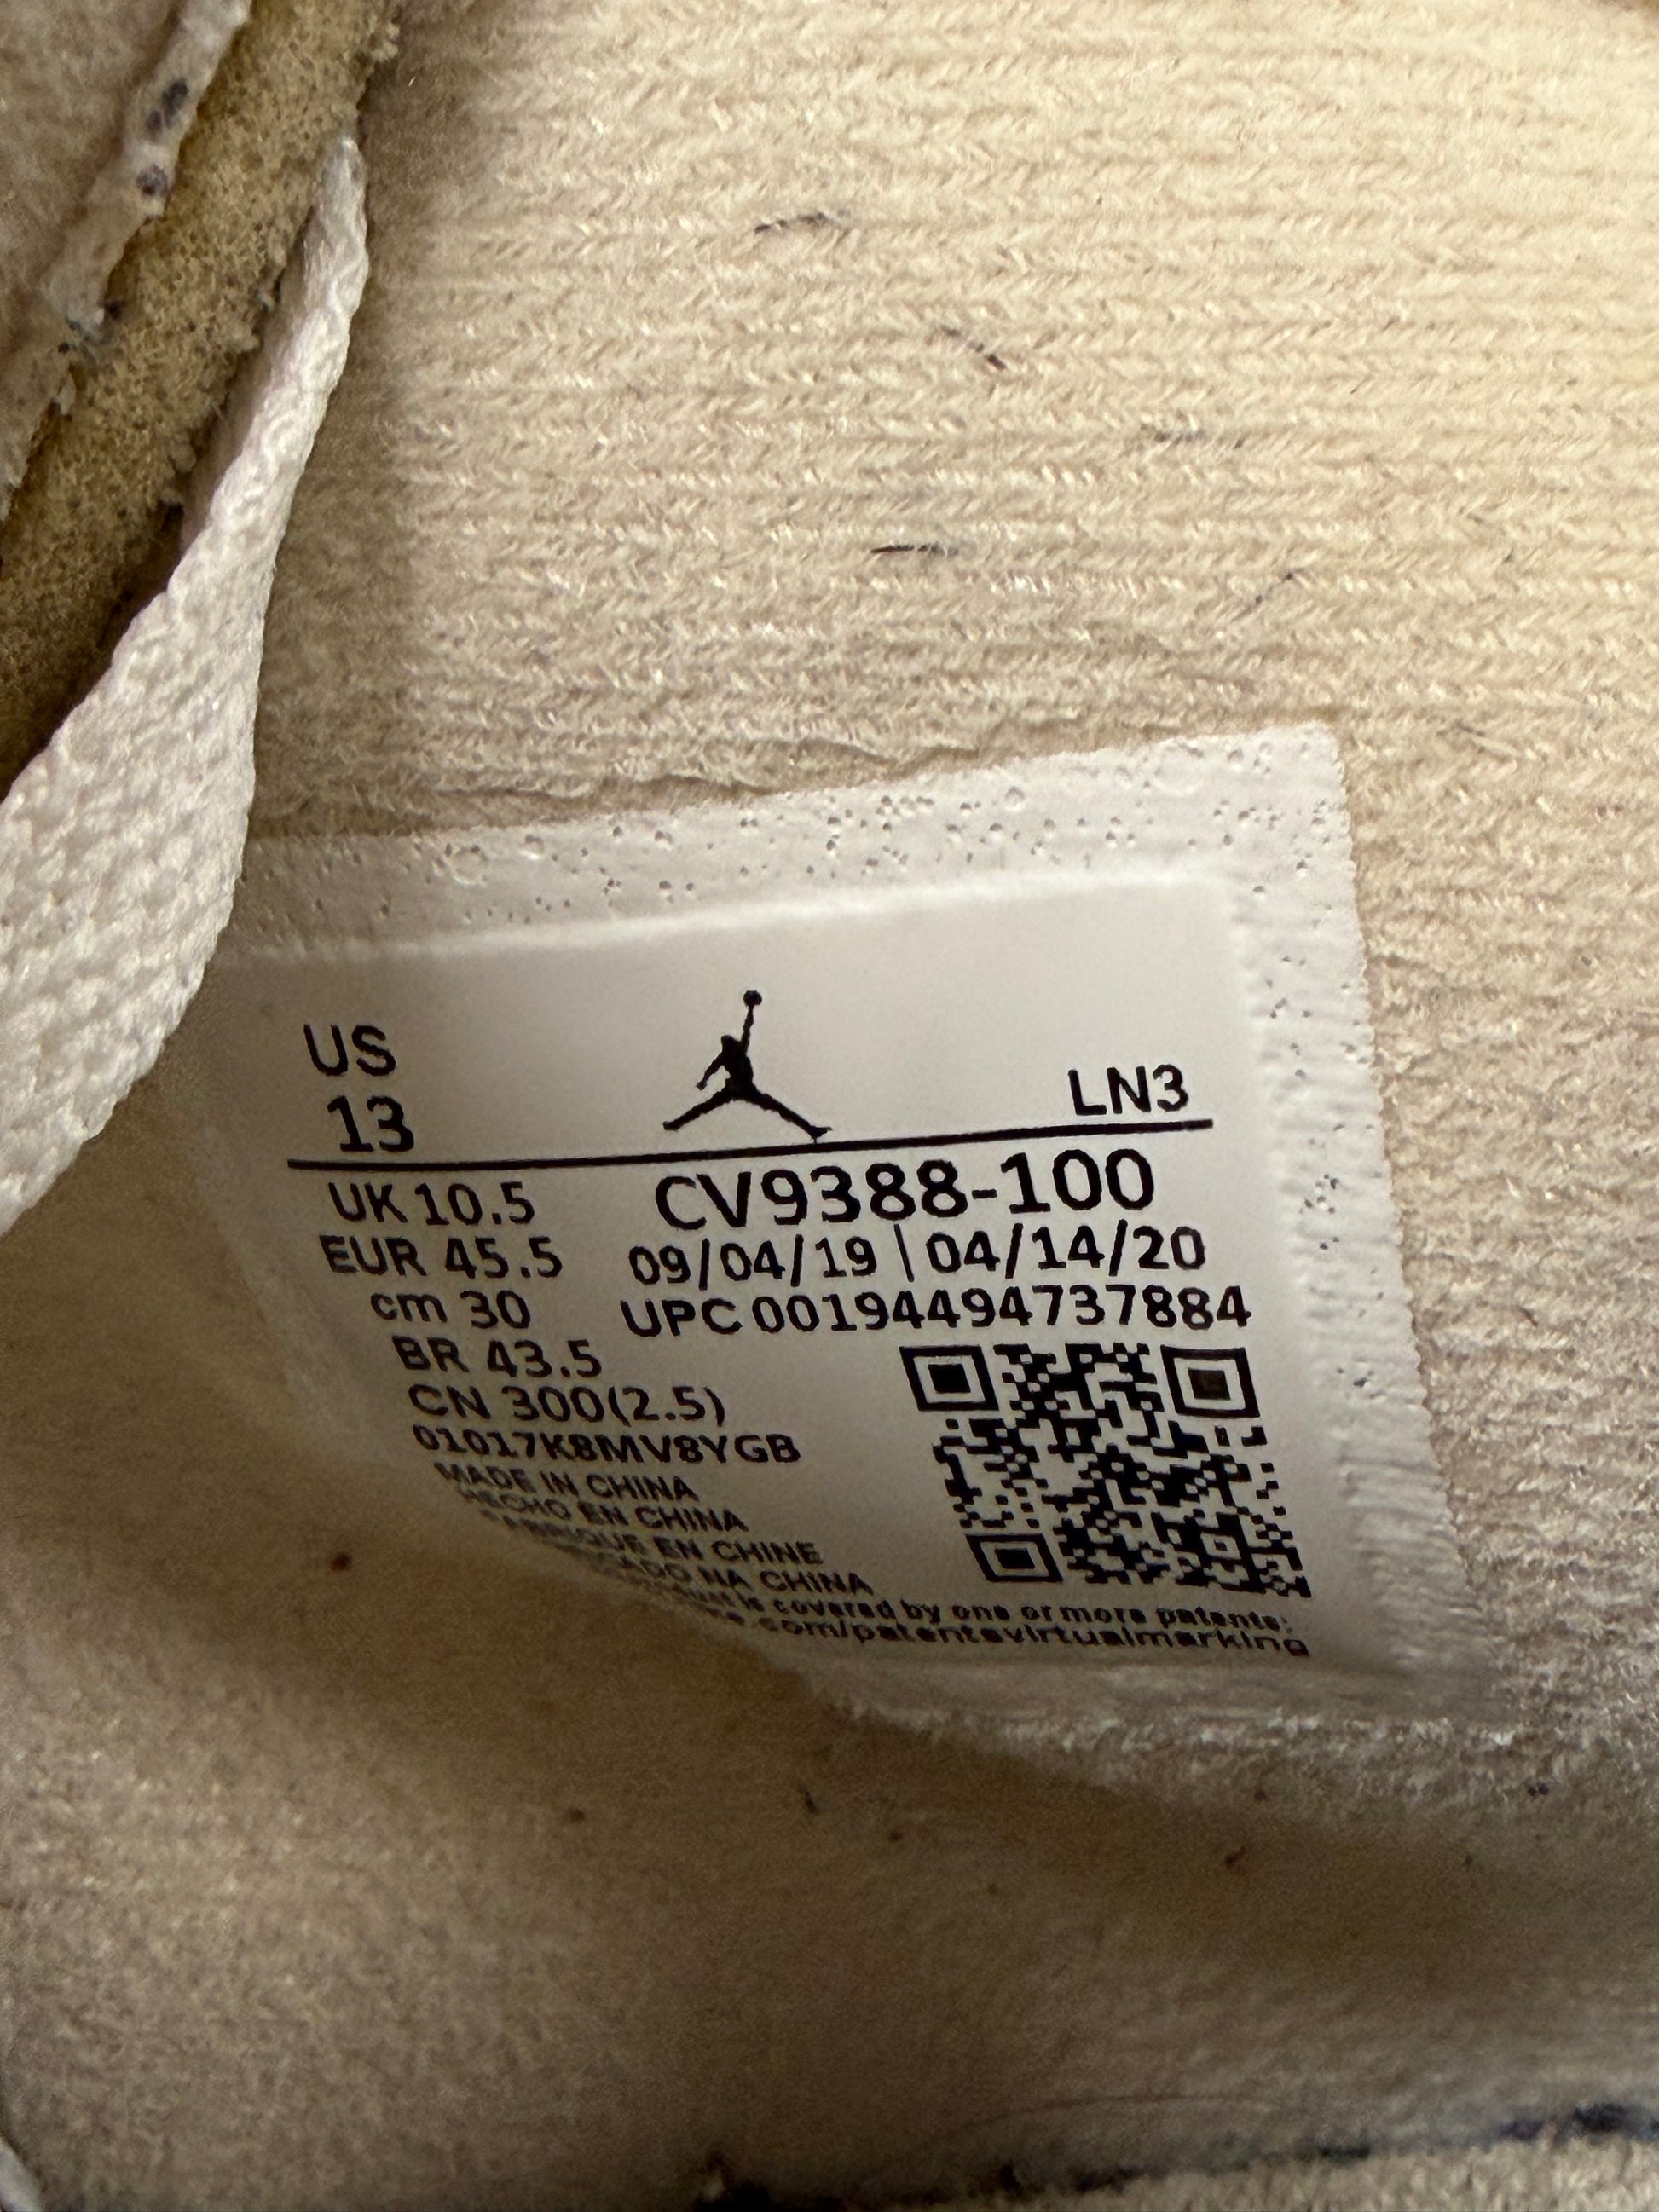 US
13
LN3
UK 10.5
CV9388-100
EUR 45.5
09/04/19 | 04/14/20
cm 30
UPC 00194494737884
BR 43.5
CN 300(2.5)
01017K8MV8YGB
MADE IN CHINA
HECHO EN CHINA
EN CHINE
NA CHINA
is covered by one or more patents:
.com/patentsvirtualmarking